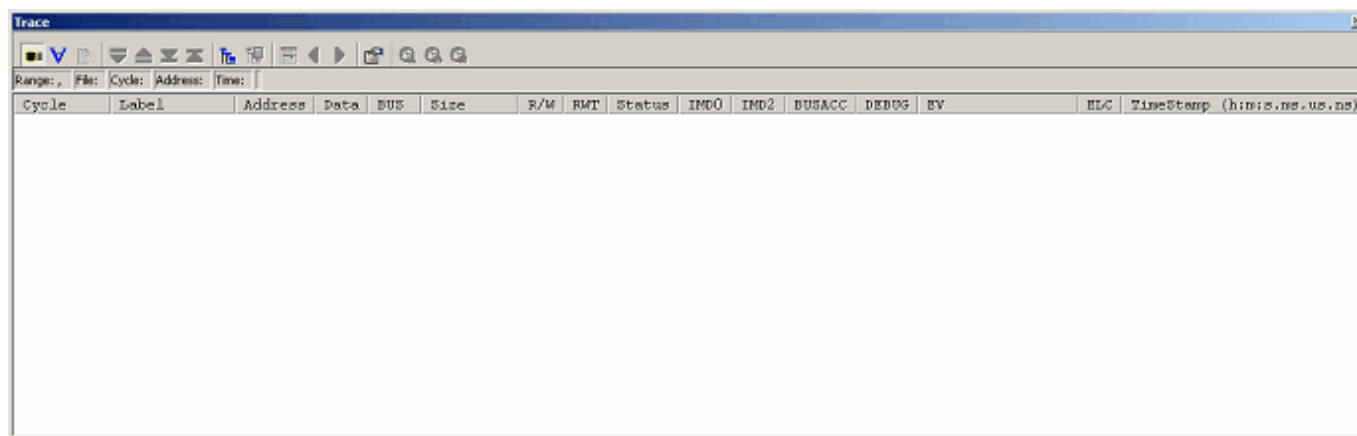 Trace
Range: , File: Cycle: Address: Time:
Cycle Label Address Data BUS Size R/W RWT Status IMD0 IMD2 BUSACC DEBUG EV ELC TimeStamp (h:m:s.ms.us.ns)